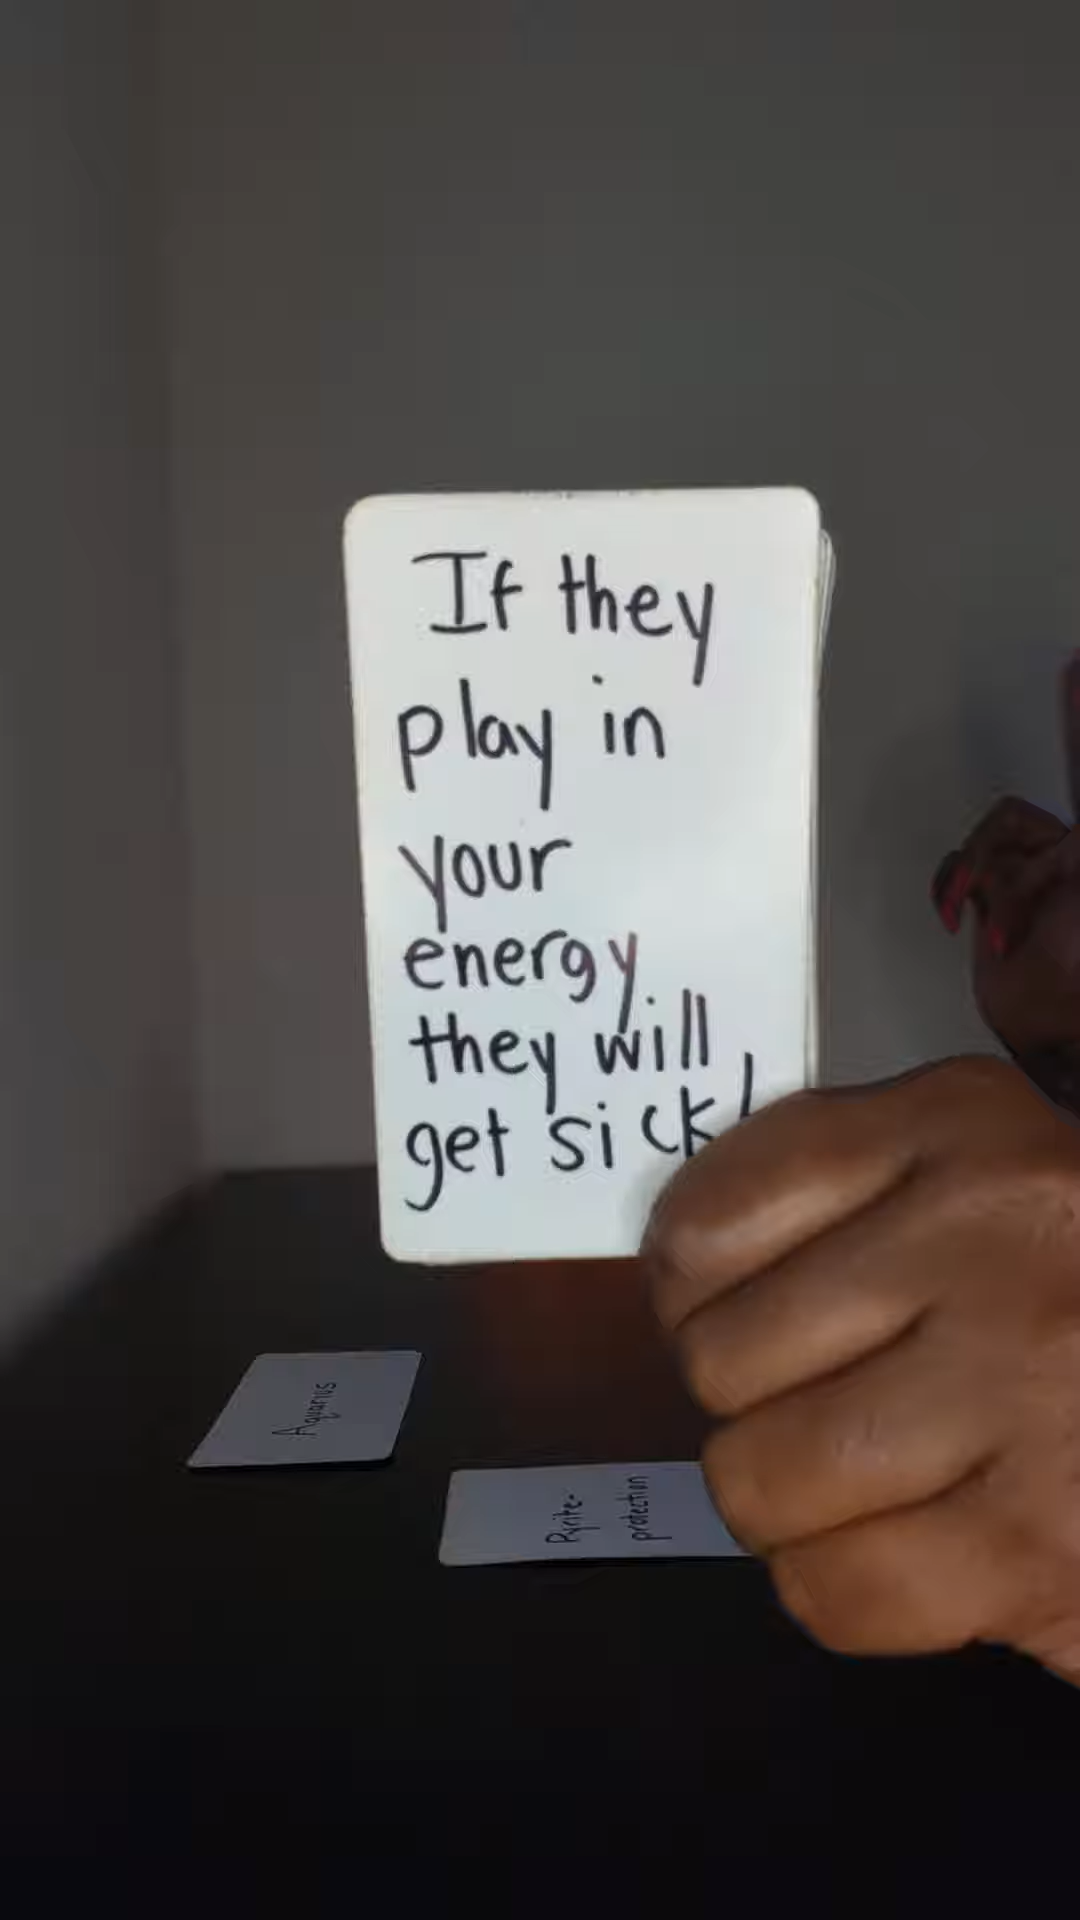 If they
play in
your
energy
they will
get sick!
Aquarius
Pyrite-
protection